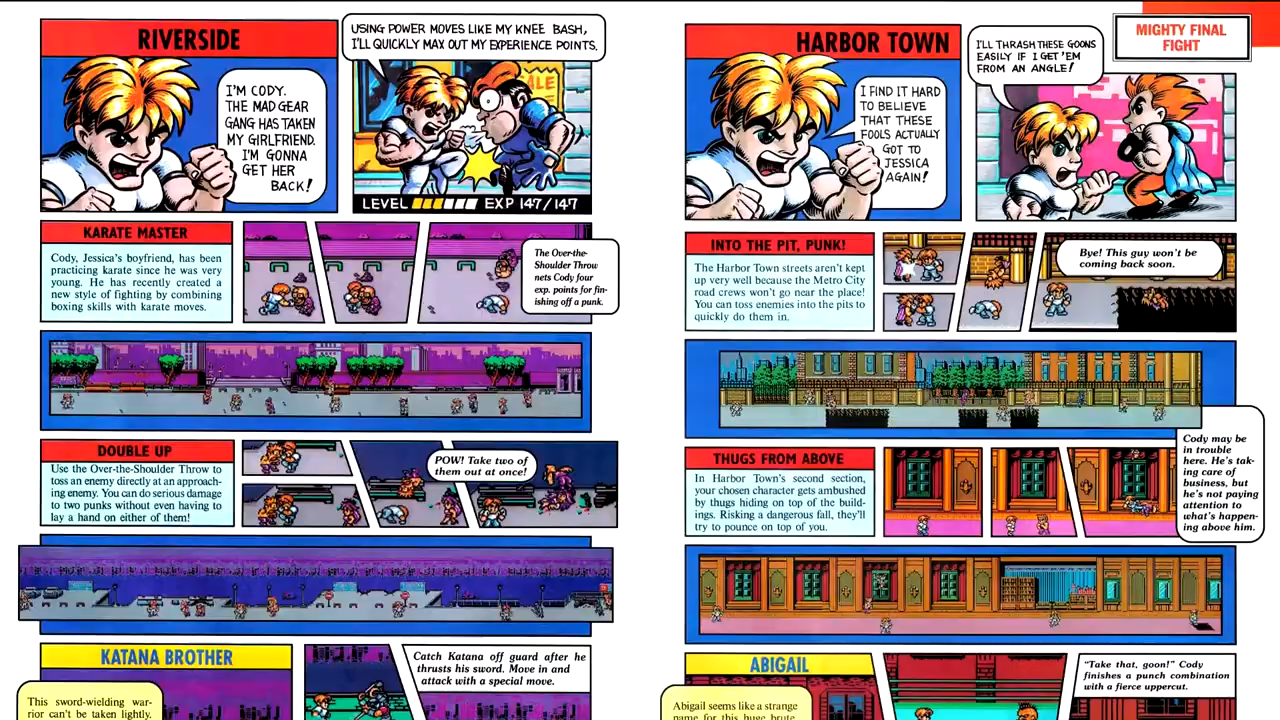 RIVERSIDE
USING POWER MOVES LIKE MY KNEE BASH,
I'LL QUICKLY MAX OUT MY EXPERIENCE POINTS.
I'M CODY.
THE MAD GEAR
GANG HAS TAKEN
MY GIRLFRIEND.
I'M GONNA
GET HER
BACK!
ALE
LEVEL EXP 147/147
KARATE MASTER
Cody, Jessica's boyfriend, has been
practicing karate since he was very
young. He has recently created a
new style of fighting by combining
boxing skills with karate moves.
The Over-the-
Shoulder Throw
nets Cody four
exp. points for fin-
ishing off a punk.
DOUBLE UP
Use the Over-the-Shoulder Throw to
toss an enemy directly at an approach-
ing enemy. You can do serious damage
to two punks without even having to
lay a hand on either of them!
POW! Take two of
them out at once!
KATANA BROTHER
This sword-wielding war-
rior can't be taken lightly.
Catch Katana off guard after he
thrusts his sword. Move in and
attack with a special move.
MIGHTY FINAL
FIGHT
HARBOR TOWN
I'LL THRASH THESE GOONS
EASILY IF I GET 'EM
FROM AN ANGLE!
I FIND IT HARD
TO BELIEVE
THAT THESE
FOOLS ACTUALLY
GOT TO
JESSICA
AGAIN!
INTO THE PIT, PUNK!
The Harbor Town streets aren't kept
up very well because the Metro City
road crews won't go near the place!
You can toss enemies into the pits to
quickly do them in.
Bye! This guy won't be
coming back soon.
THUGS FROM ABOVE
In Harbor Town's second section,
your chosen character gets ambushed
by thugs hiding on top of the build-
ings. Risking a dangerous fall, they'll
try to pounce on top of you.
Cody may be
in trouble
here. He's tak-
ing care of
business, but
he's not paying
attention to
what's happen-
ing above him.
ABIGAIL
Abigail seems like a strange
name for this huge brute
"Take that, goon!" Cody
finishes a punch combination
with a fierce uppercut.